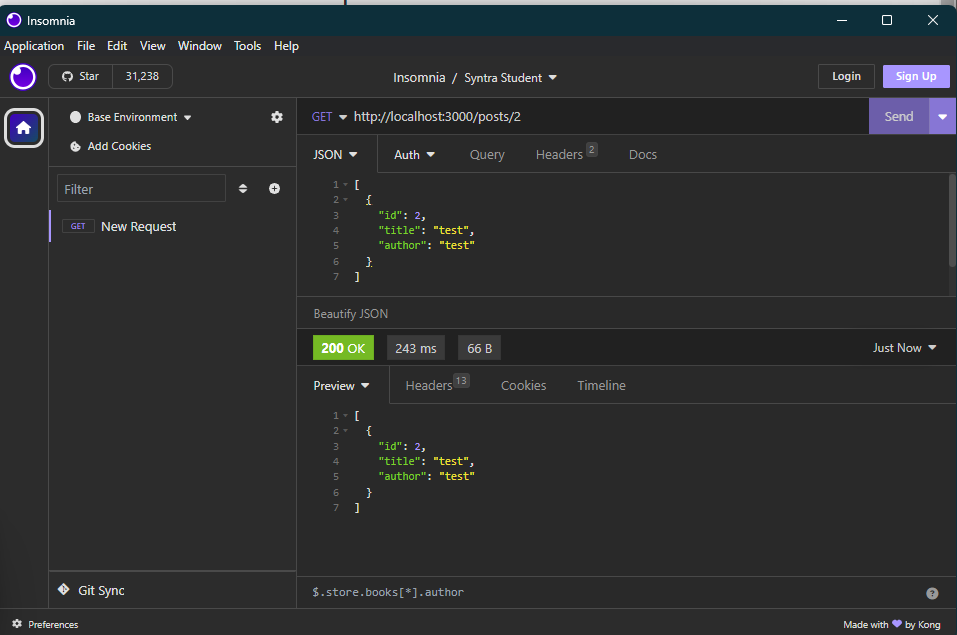 Insomnia
Application File Edit View Window Tools Help
Star 31,238
Insomnia / Syntra Student
Login Sign Up
Base Environment
Add Cookies
Filter
GET New Request
GET http://localhost:3000/posts/2
Send
JSON Auth Query Headers 2 Docs
1 [
2 {
3 "id": 2,
4 "title": "test",
5 "author": "test"
6 }
7 ]
Beautify JSON
200 OK 243 ms 66 B Just Now
Preview Headers 13 Cookies Timeline
1 [
2 {
3 "id": 2,
4 "title": "test",
5 "author": "test"
6 }
7 ]
$.store.books[*].author ?
Git Sync
Preferences
Made with 💜 by Kong